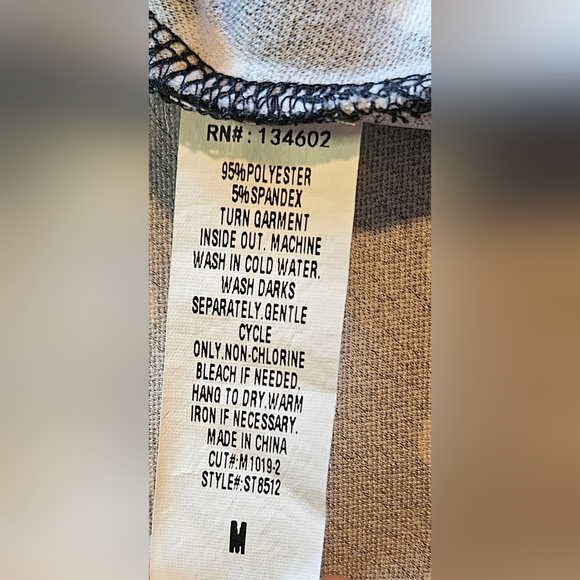 RN#: 134602
95%POLYESTER
5%SPANDEX
TURN GARMENT
INSIDE OUT. MACHINE
WASH IN COLD WATER.
WASH DARKS
SEPARATELY.GENTLE
CYCLE
ONLY.NON-CHLORINE
BLEACH IF NEEDED.
HANG TO DRY.WARM
IRON IF NECESSARY.
MADE IN CHINA
CUT#:M1019-2
STYLE#:ST8512
M